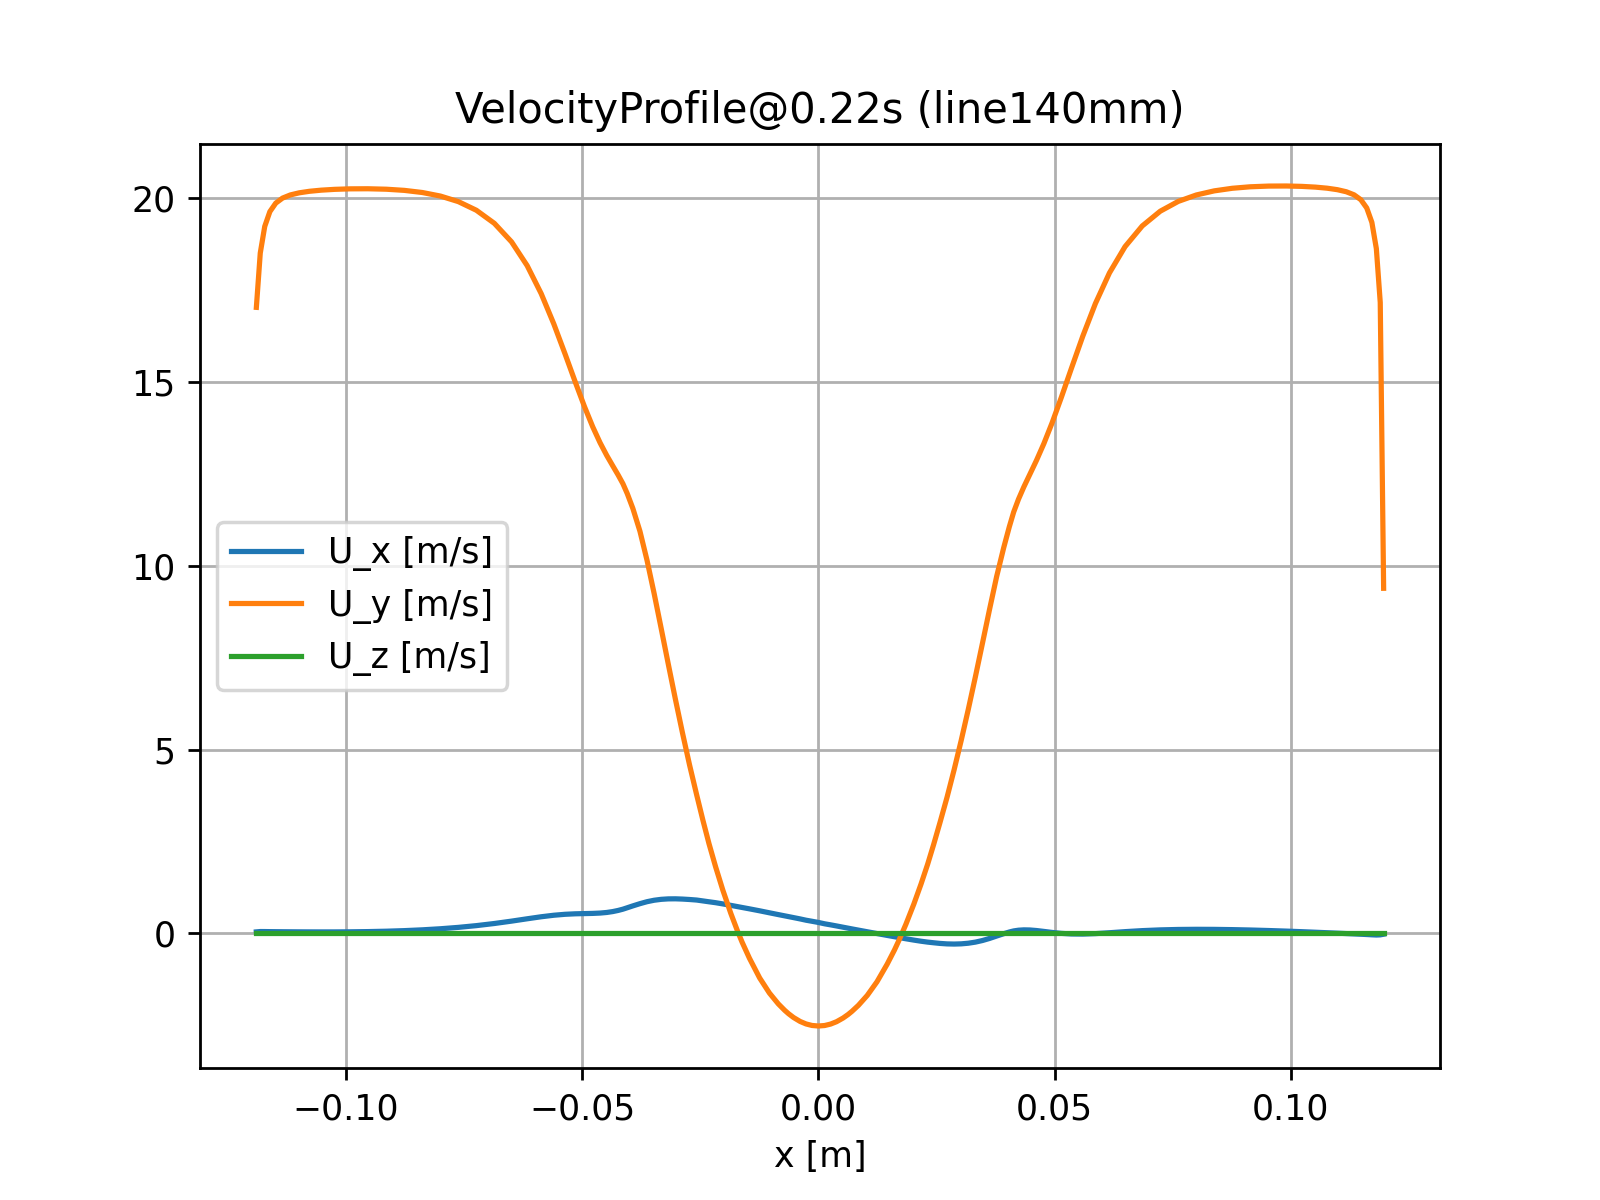 VelocityProfile@0.22s (line140mm)
20
15
10
5
0
U_x [m/s]
U_y [m/s]
U_z [m/s]
−0.10
−0.05
0.00
0.05
0.10
x [m]